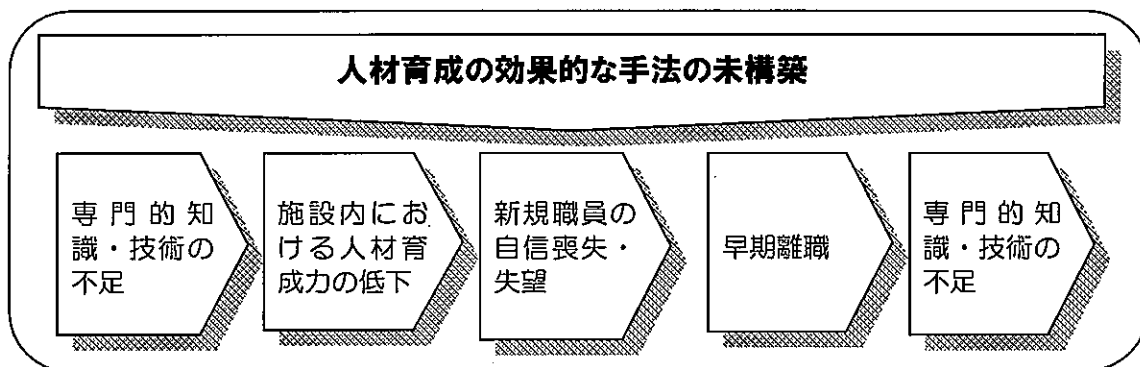 人材育成の効果的な手法の未構築
専門的知
識・技術の
不足
施設内にお
ける人材育
成力の低下
新規職員の
自信喪失・
失望
早期離職
専門的知
識・技術の
不足